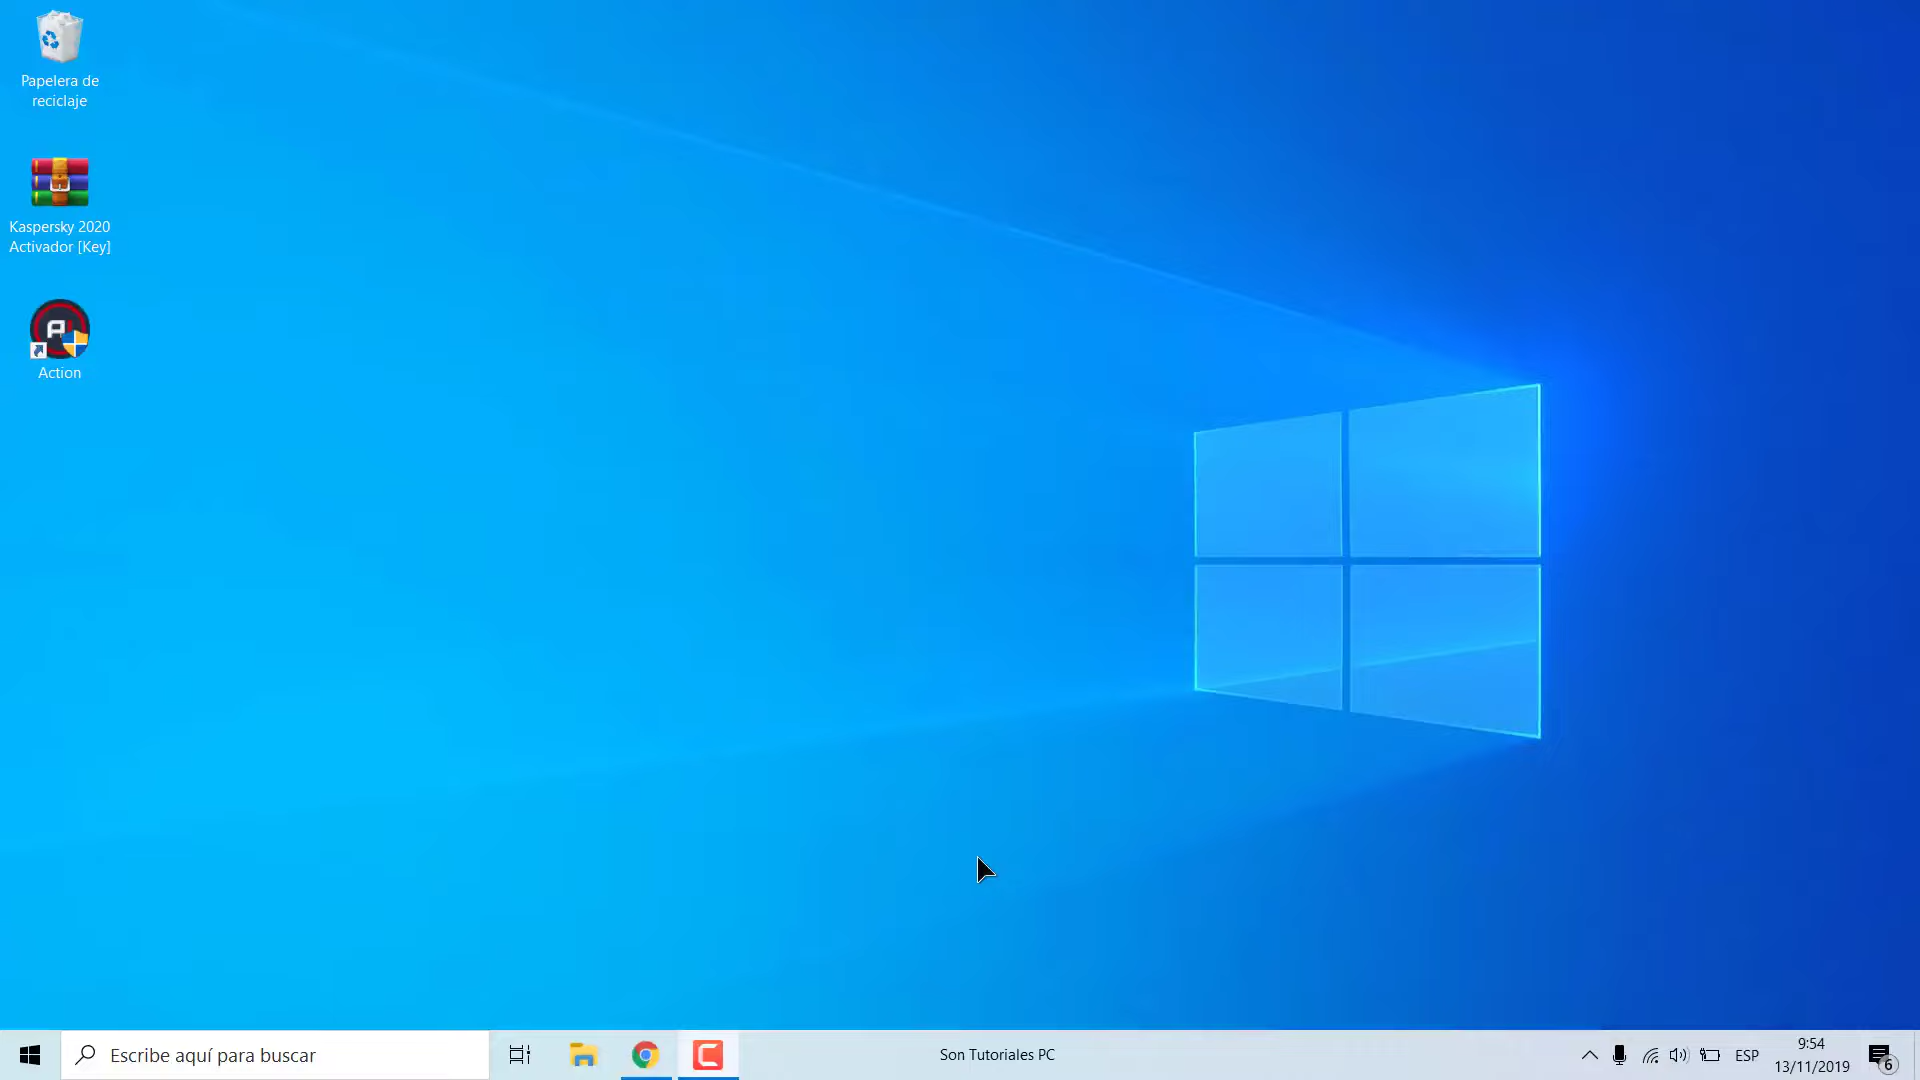 Papelera de
reciclaje
Kaspersky 2020
Activador [Key]
Action
Escribe aquí para buscar
Son Tutoriales PC
ESP
9:54
13/11/2019
6